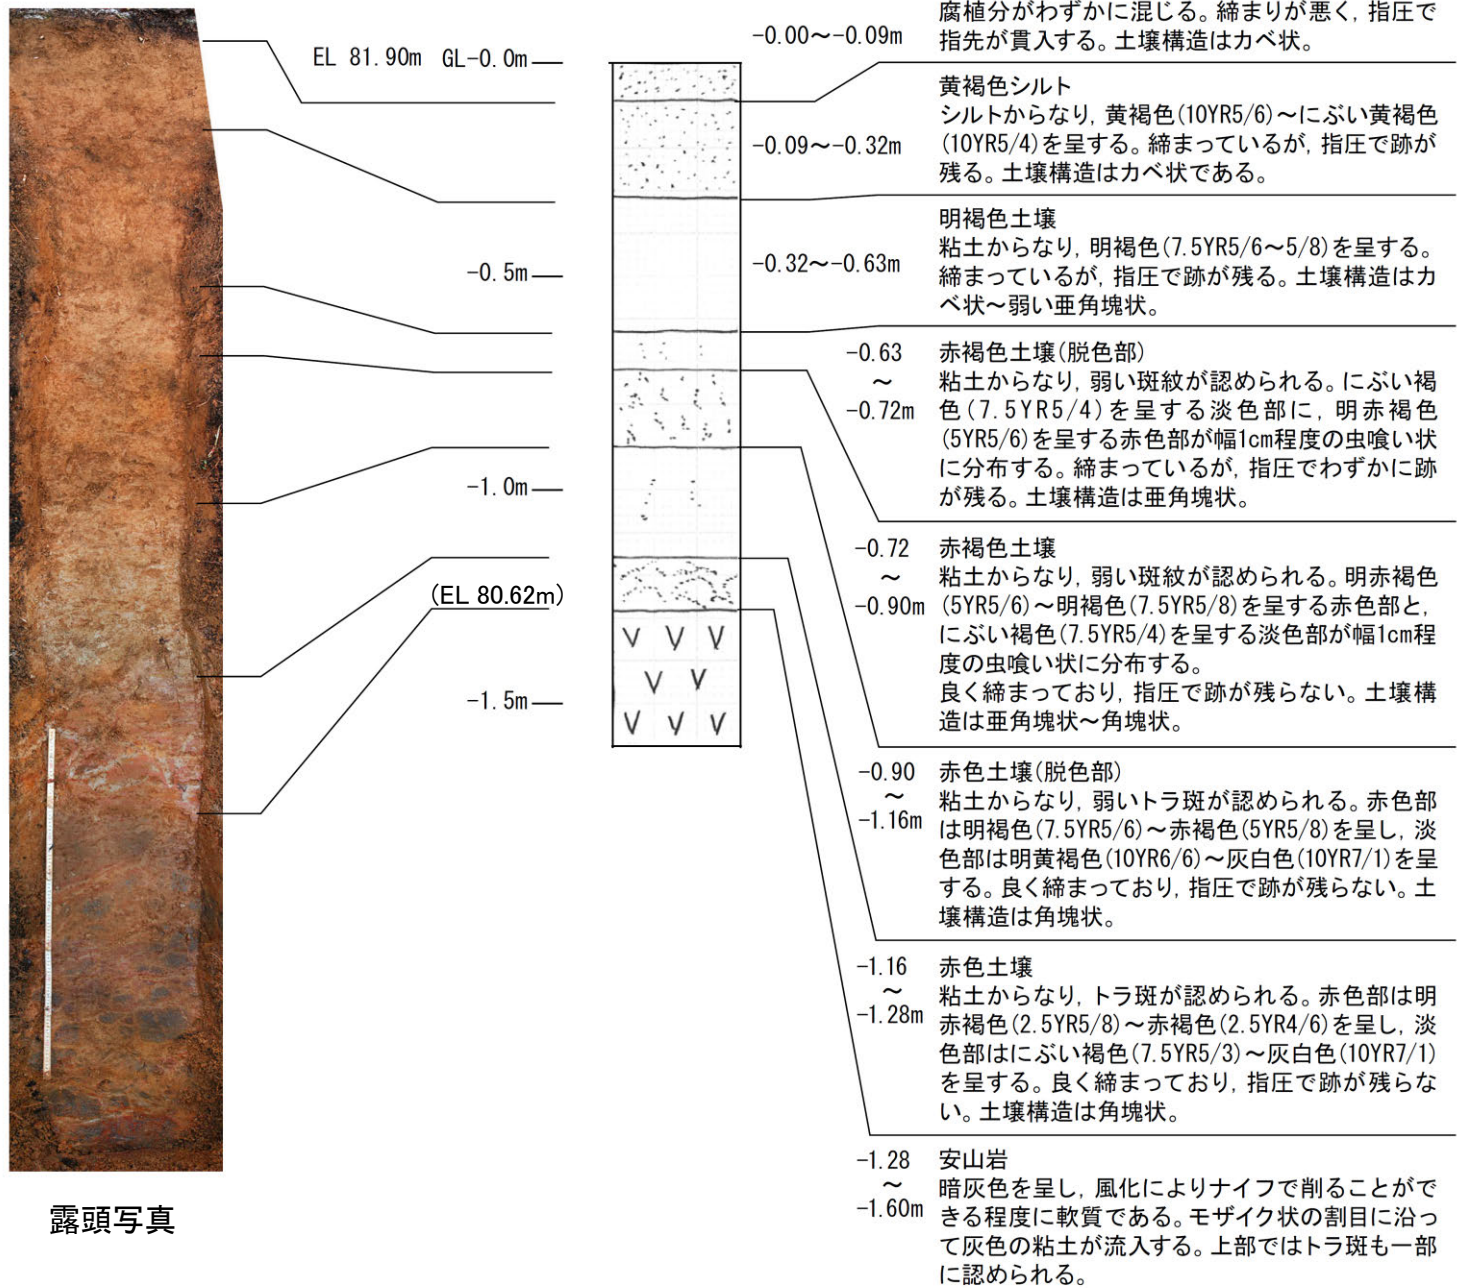 EL 81.90m GL-0.0m
-0.5m
-1.0m
(EL 80.62m)
-1.5m
露頭写真
-0.00～-0.09m
腐植分がわずかに混じる。締まりが悪く，指圧で
指先が貫入する。土壌構造はカベ状。
-0.09～-0.32m
黄褐色シルト
シルトからなり，黄褐色(10YR5/6)～にぶい黄褐色
(10YR5/4)を呈する。締まっているが，指圧で跡が
残る。土壌構造はカベ状である。
-0.32～-0.63m
明褐色土壌
粘土からなり，明褐色(7.5YR5/6～5/8)を呈する。
締まっているが，指圧で跡が残る。土壌構造はカ
ベ状～弱い亜角塊状。
-0.63
～
-0.72m
赤褐色土壌(脱色部)
粘土からなり，弱い斑紋が認められる。にぶい褐
色(7.5YR5/4)を呈する淡色部に，明赤褐色
(5YR5/6)を呈する赤色部が幅1cm程度の虫喰い状
に分布する。締まっているが，指圧でわずかに跡
が残る。土壌構造は亜角塊状。
-0.72
～
-0.90m
赤褐色土壌
粘土からなり，弱い斑紋が認められる。明赤褐色
(5YR5/6)～明褐色(7.5YR5/8)を呈する赤色部と，
にぶい褐色(7.5YR5/4)を呈する淡色部が幅1cm程
度の虫喰い状に分布する。
良く締まっており，指圧で跡が残らない。土壌構
造は亜角塊状～角塊状。
-0.90
～
-1.16m
赤色土壌(脱色部)
粘土からなり，弱いトラ斑が認められる。赤色部
は明褐色(7.5YR5/6)～赤褐色(5YR5/8)を呈し，淡
色部は明黄褐色(10YR6/6)～灰白色(10YR7/1)を呈
する。良く締まっており，指圧で跡が残らない。土
壌構造は角塊状。
-1.16
～
-1.28m
赤色土壌
粘土からなり，トラ斑が認められる。赤色部は明
赤褐色(2.5YR5/8)～赤褐色(2.5YR4/6)を呈し，淡
色部はにぶい褐色(7.5YR5/3)～灰白色(10YR7/1)
を呈する。良く締まっており，指圧で跡が残らな
い。土壌構造は角塊状。
-1.28
～
-1.60m
安山岩
暗灰色を呈し，風化によりナイフで削ることがで
きる程度に軟質である。モザイク状の割目に沿っ
て灰色の粘土が流入する。上部ではトラ斑も一部
に認められる。